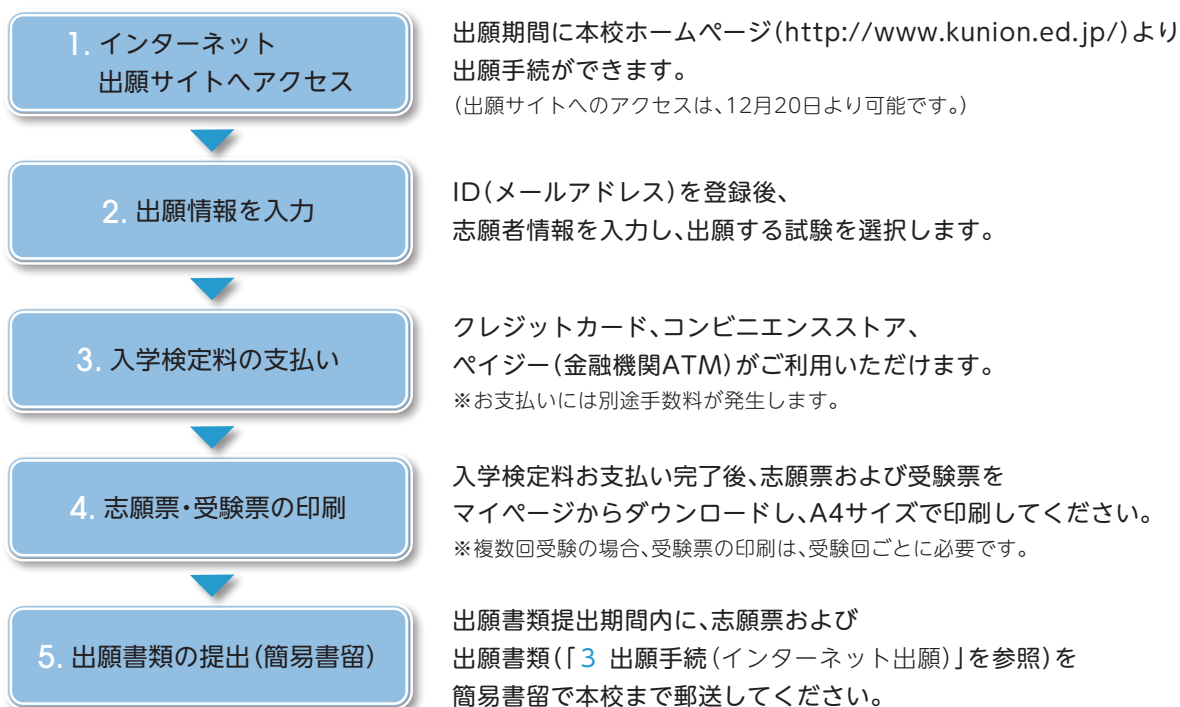 1. インターネット
出願サイトへアクセス
出願期間に本校ホームページ(http://www.kunion.ed.jp/)より
出願手続ができます。
(出願サイトへのアクセスは、12月20日より可能です。)
2. 出願情報を入力
ID(メールアドレス)を登録後、
志願者情報を入力し、出願する試験を選択します。
3. 入学検定料の支払い
クレジットカード、コンビニエンスストア、
ペイジー(金融機関ATM)がご利用いただけます。
※お支払いには別途手数料が発生します。
4. 志願票・受験票の印刷
入学検定料お支払い完了後、志願票および受験票を
マイページからダウンロードし、A4サイズで印刷してください。
※複数回受験の場合、受験票の印刷は、受験回ごとに必要です。
5. 出願書類の提出(簡易書留)
出願書類提出期間内に、志願票および
出願書類(「3 出願手続(インターネット出願)」を参照)を
簡易書留で本校まで郵送してください。